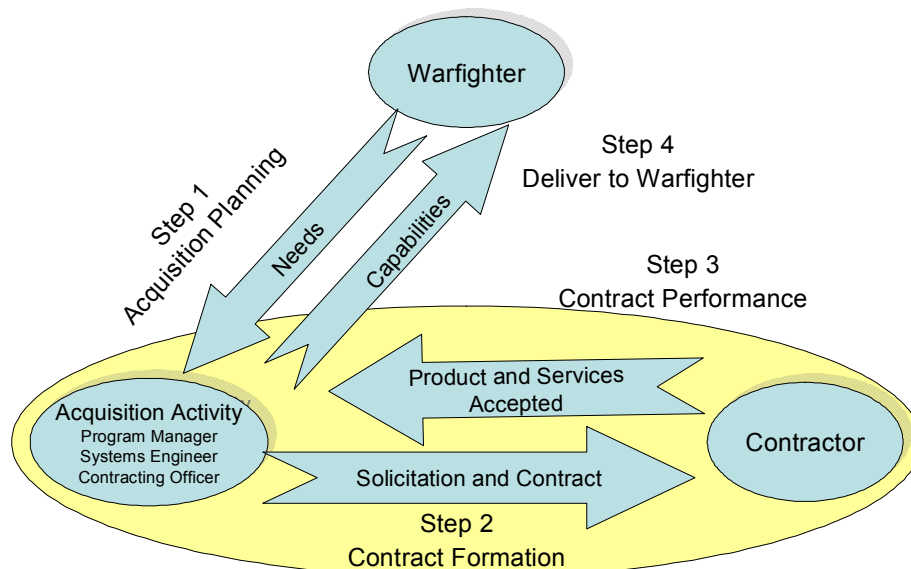 Warfighter
Step 4
Deliver to Warfighter
Step 1
Acquisition Planning
Needs
Capabilities
Step 3
Contract Performance
Product and Services
Accepted
Acquisition Activity
Program Manager
Systems Engineer
Contracting Officer
Contractor
Solicitation and Contract
Step 2
Contract Formation